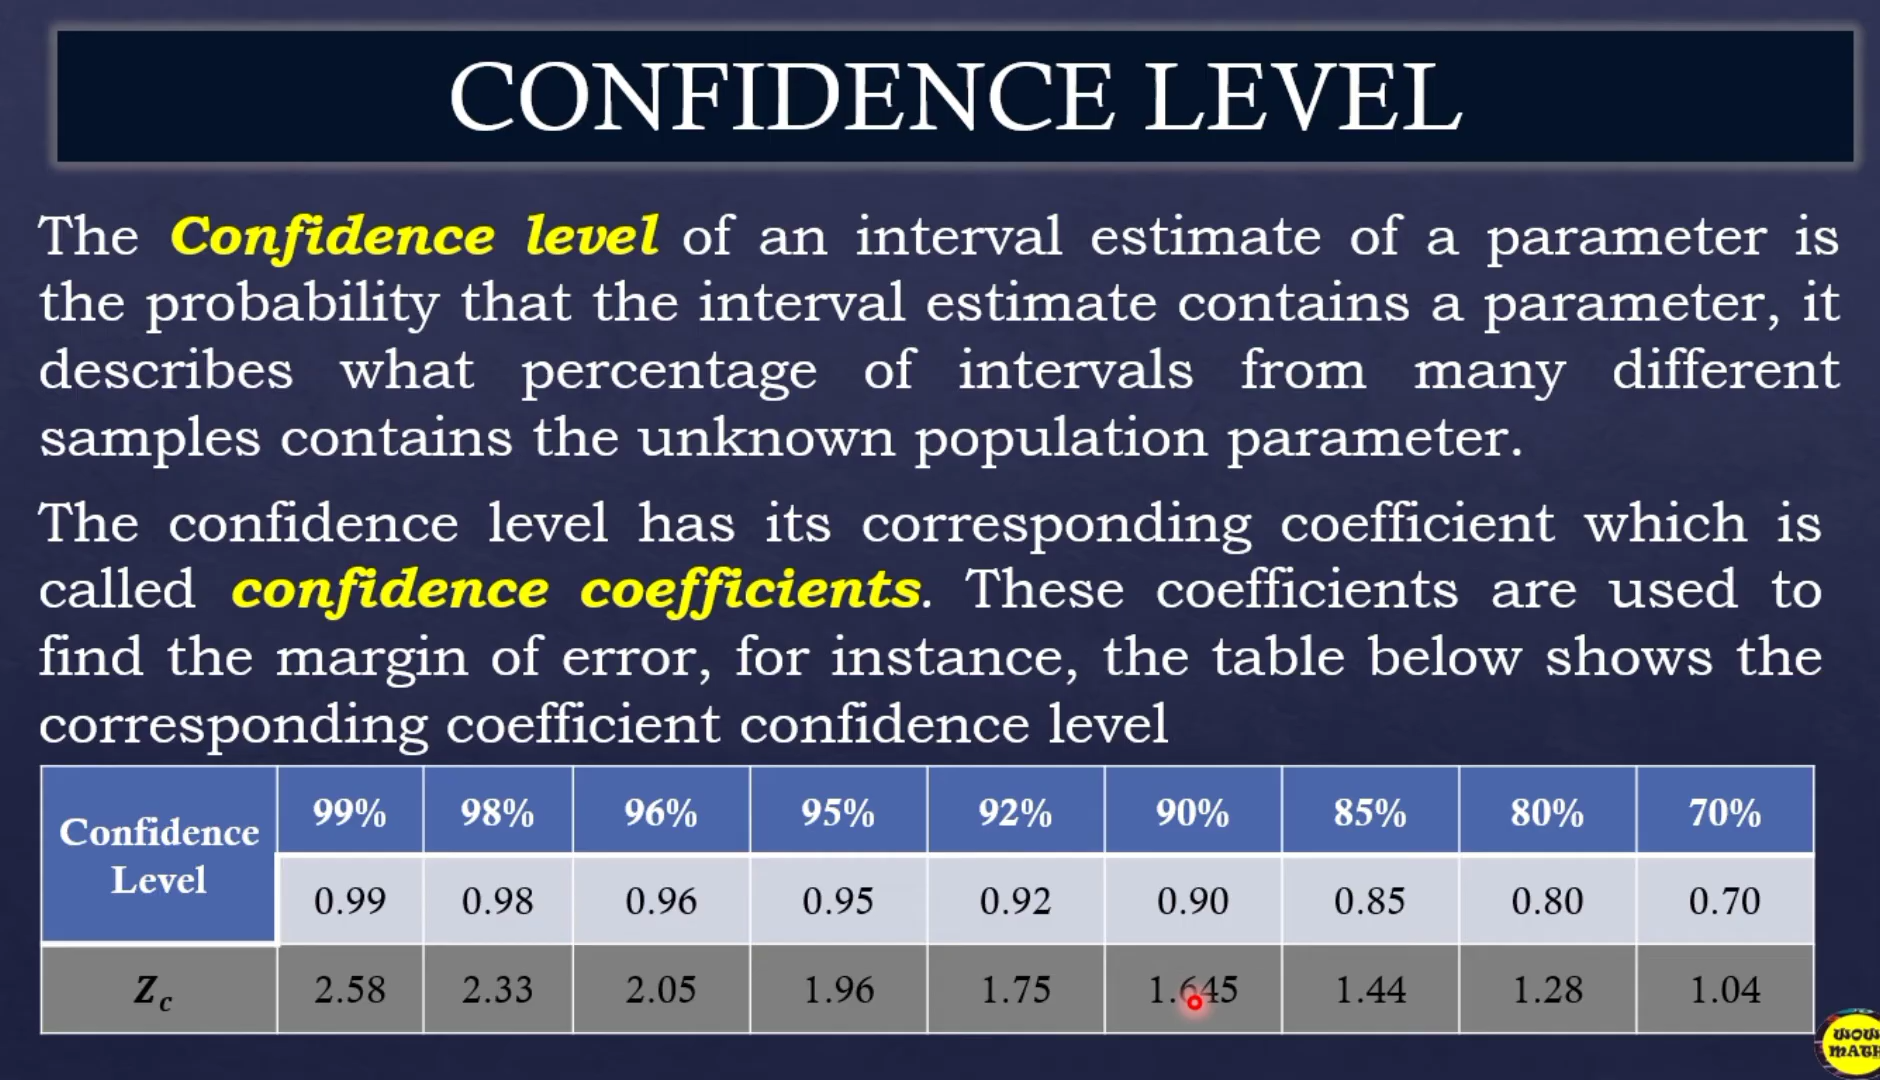 CONFIDENCE LEVEL
The Confidence level of an interval estimate of a parameter is
the probability that the interval estimate contains a parameter, it
describes what percentage of intervals from many different
samples contains the unknown population parameter.
The confidence level has its corresponding coefficient which is
called confidence coefficients. These coefficients are used to
find the margin of error, for instance, the table below shows the
corresponding coefficient confidence level
Confidence Level 99% 98% 96% 95% 92% 90% 85% 80% 70%
0.99 0.98 0.96 0.95 0.92 0.90 0.85 0.80 0.70
Zc 2.58 2.33 2.05 1.96 1.75 1.645 1.44 1.28 1.04
WOW
MATH